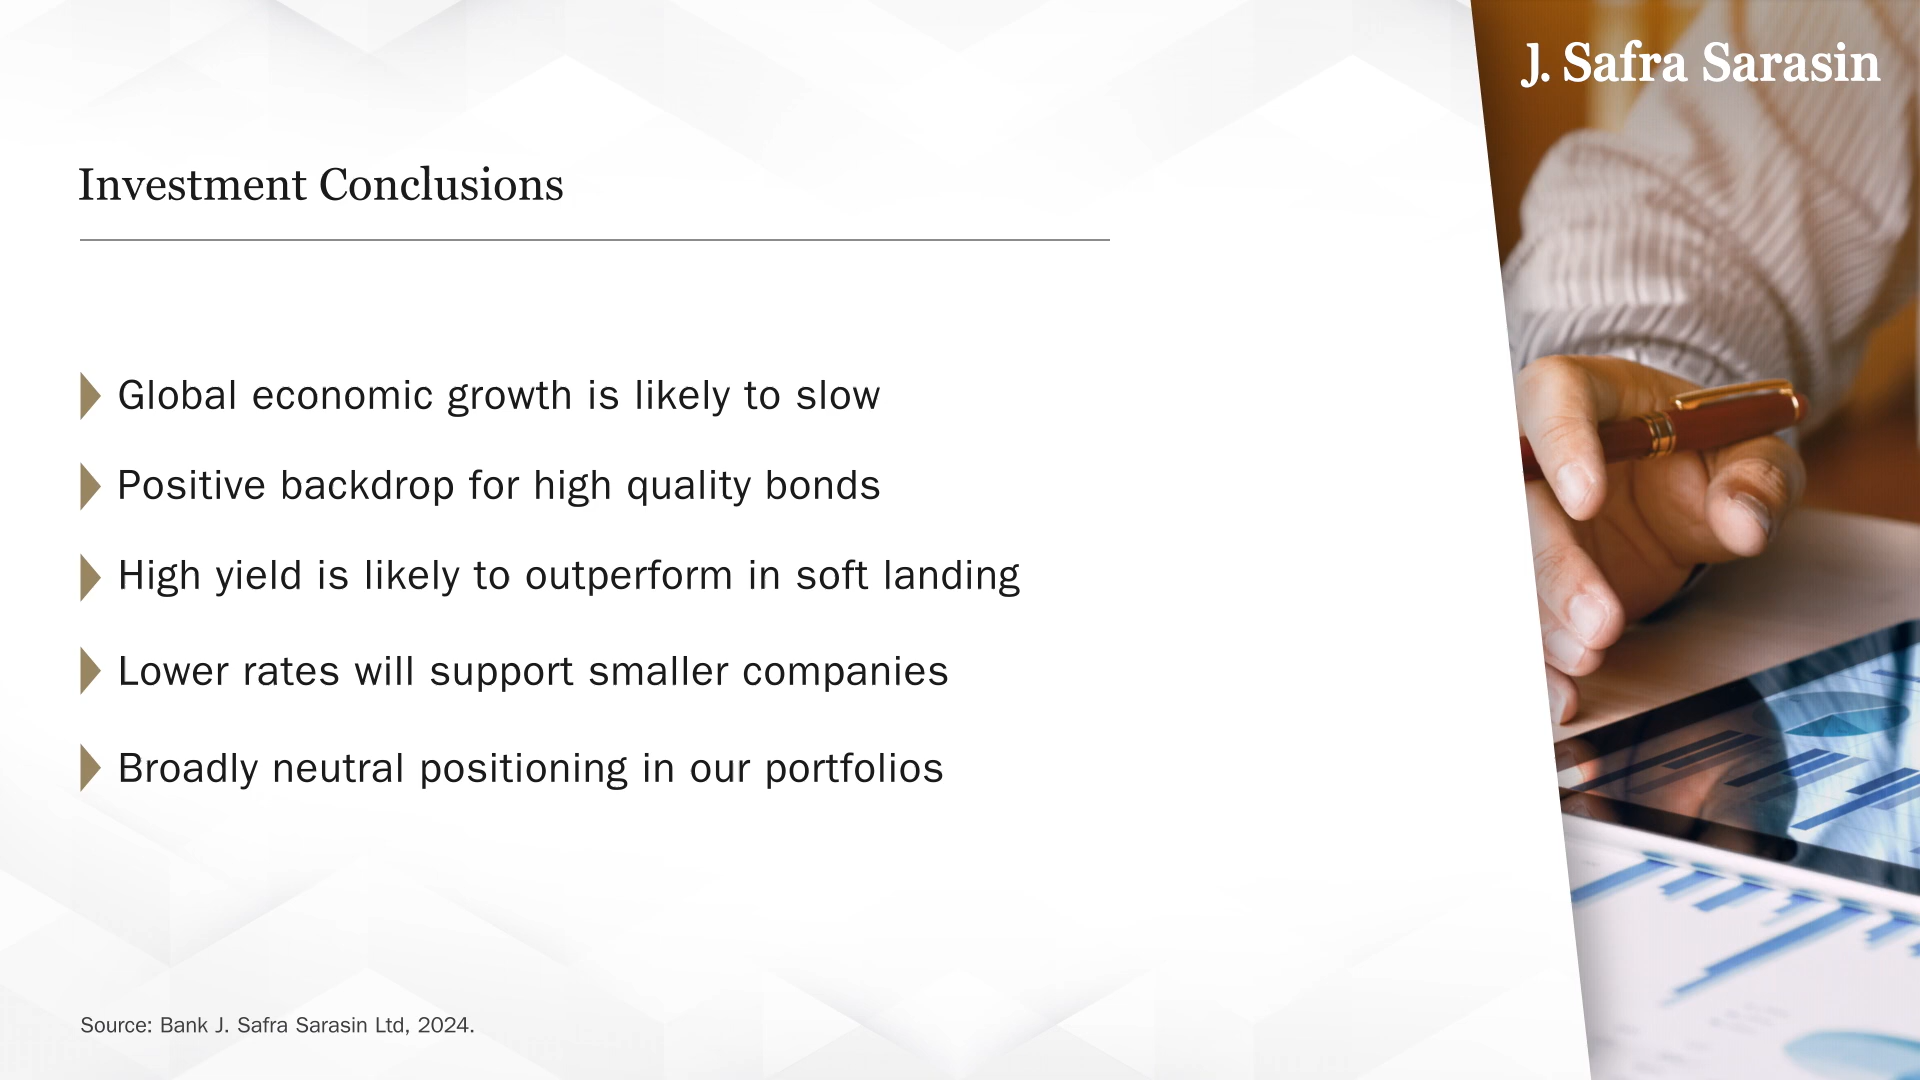 J. Safra Sarasin
Investment Conclusions
Global economic growth is likely to slow
Positive backdrop for high quality bonds
High yield is likely to outperform in soft landing
Lower rates will support smaller companies
Broadly neutral positioning in our portfolios
Source: Bank J. Safra Sarasin Ltd, 2024.